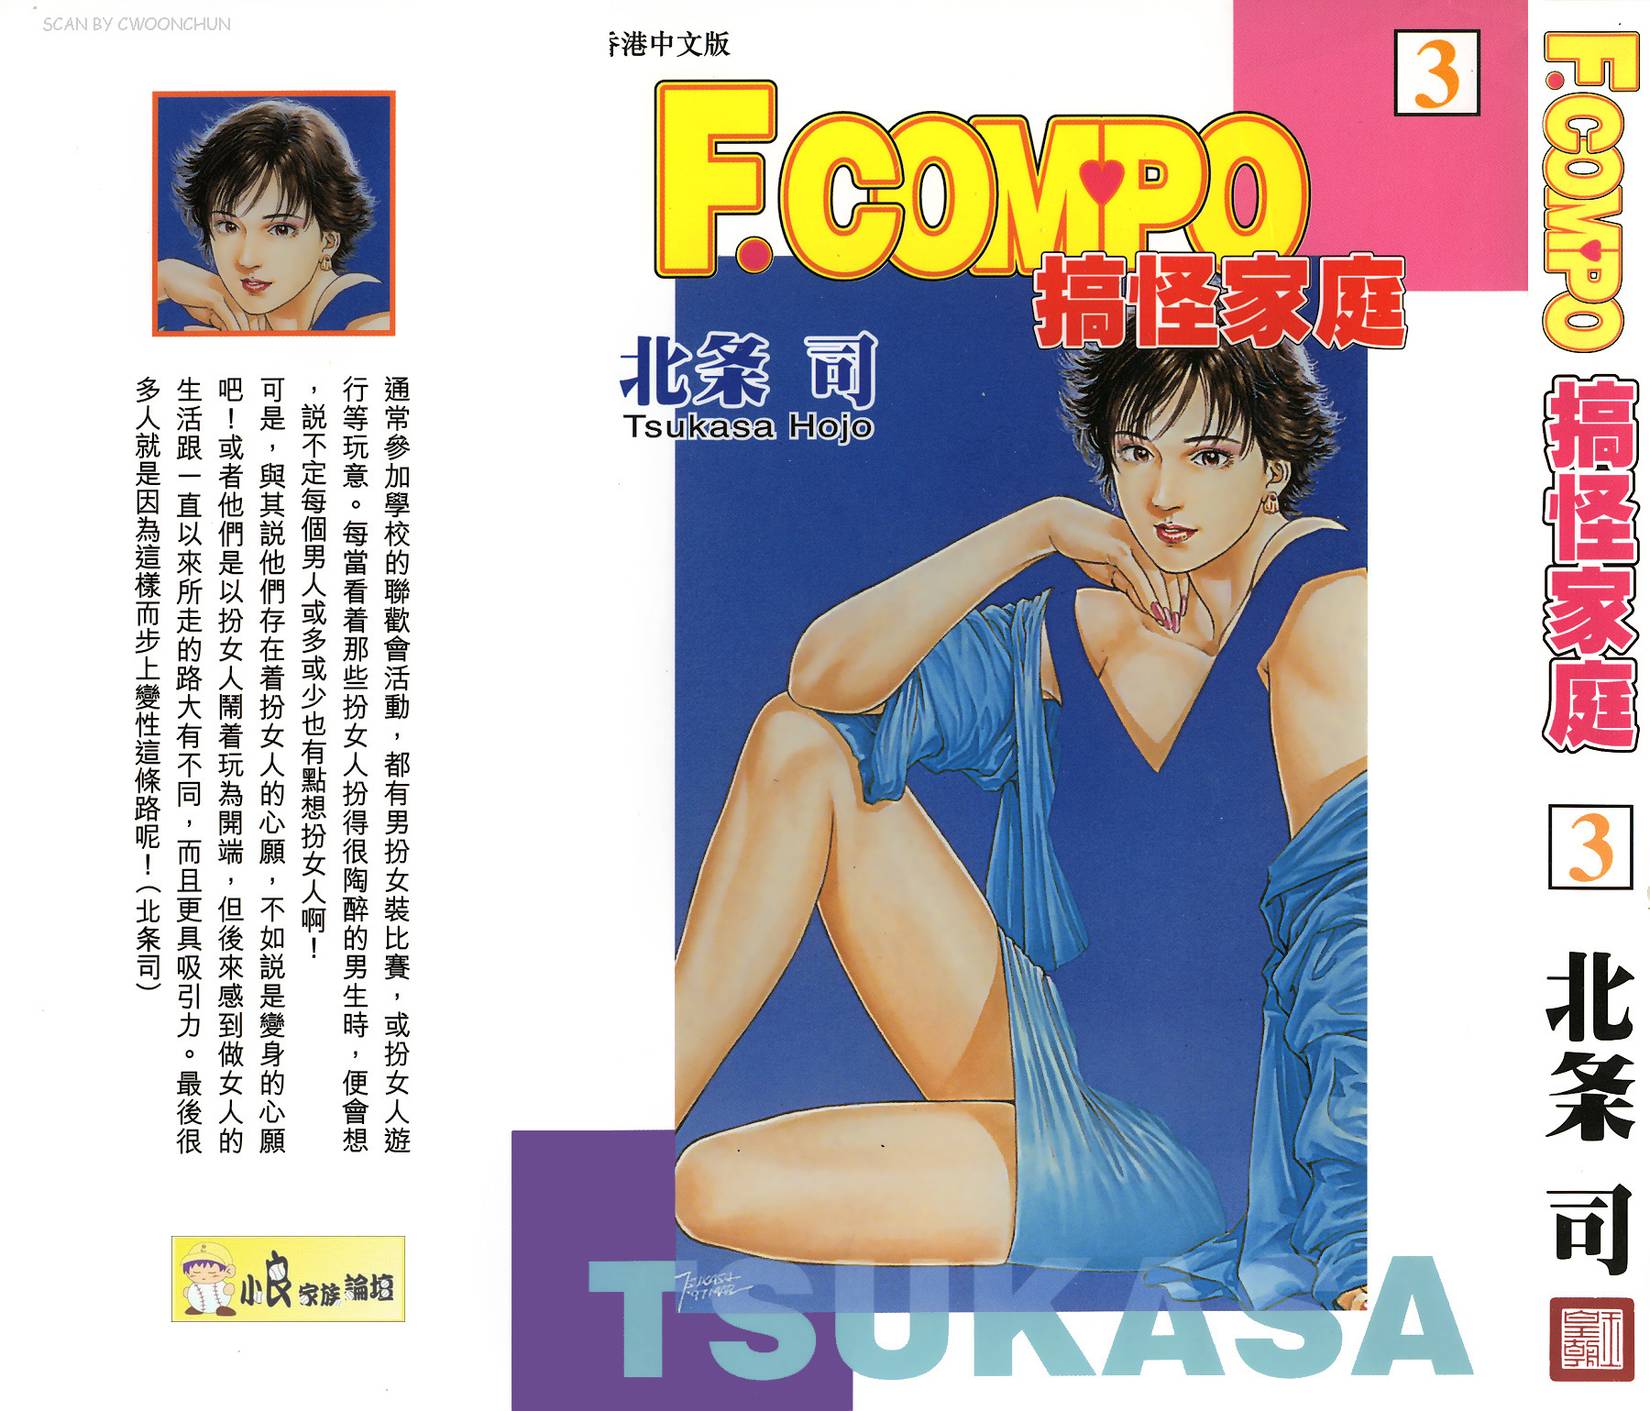 SCAN BY CWOONCHUN
通常參加學校的聯歡會活動，都有男扮女裝比賽，或扮女人遊
行等玩意。每當看着那些扮女人扮得很陶醉的男生時，便會想
，説不定每個男人或多或少也有點想扮女人啊！
可是，與其説他們存在着扮女人的心願，不如説是變身的心願
吧！或者他們是以扮女人鬧着玩為開端，但後來感到做女人的
生活跟一直以來所走的路大有不同，而且更具吸引力。最後很
多人就是因為這樣而步上變性這條路呢！（北条司）
小良家族論壇
香港中文版
3
F.COMPO
搞怪家庭
北条 司
Tsukasa Hojo
TSUKASA
'97 MAR
TSUKASA
F.COMPO
搞怪家庭
3
北条 司
玉皇朝